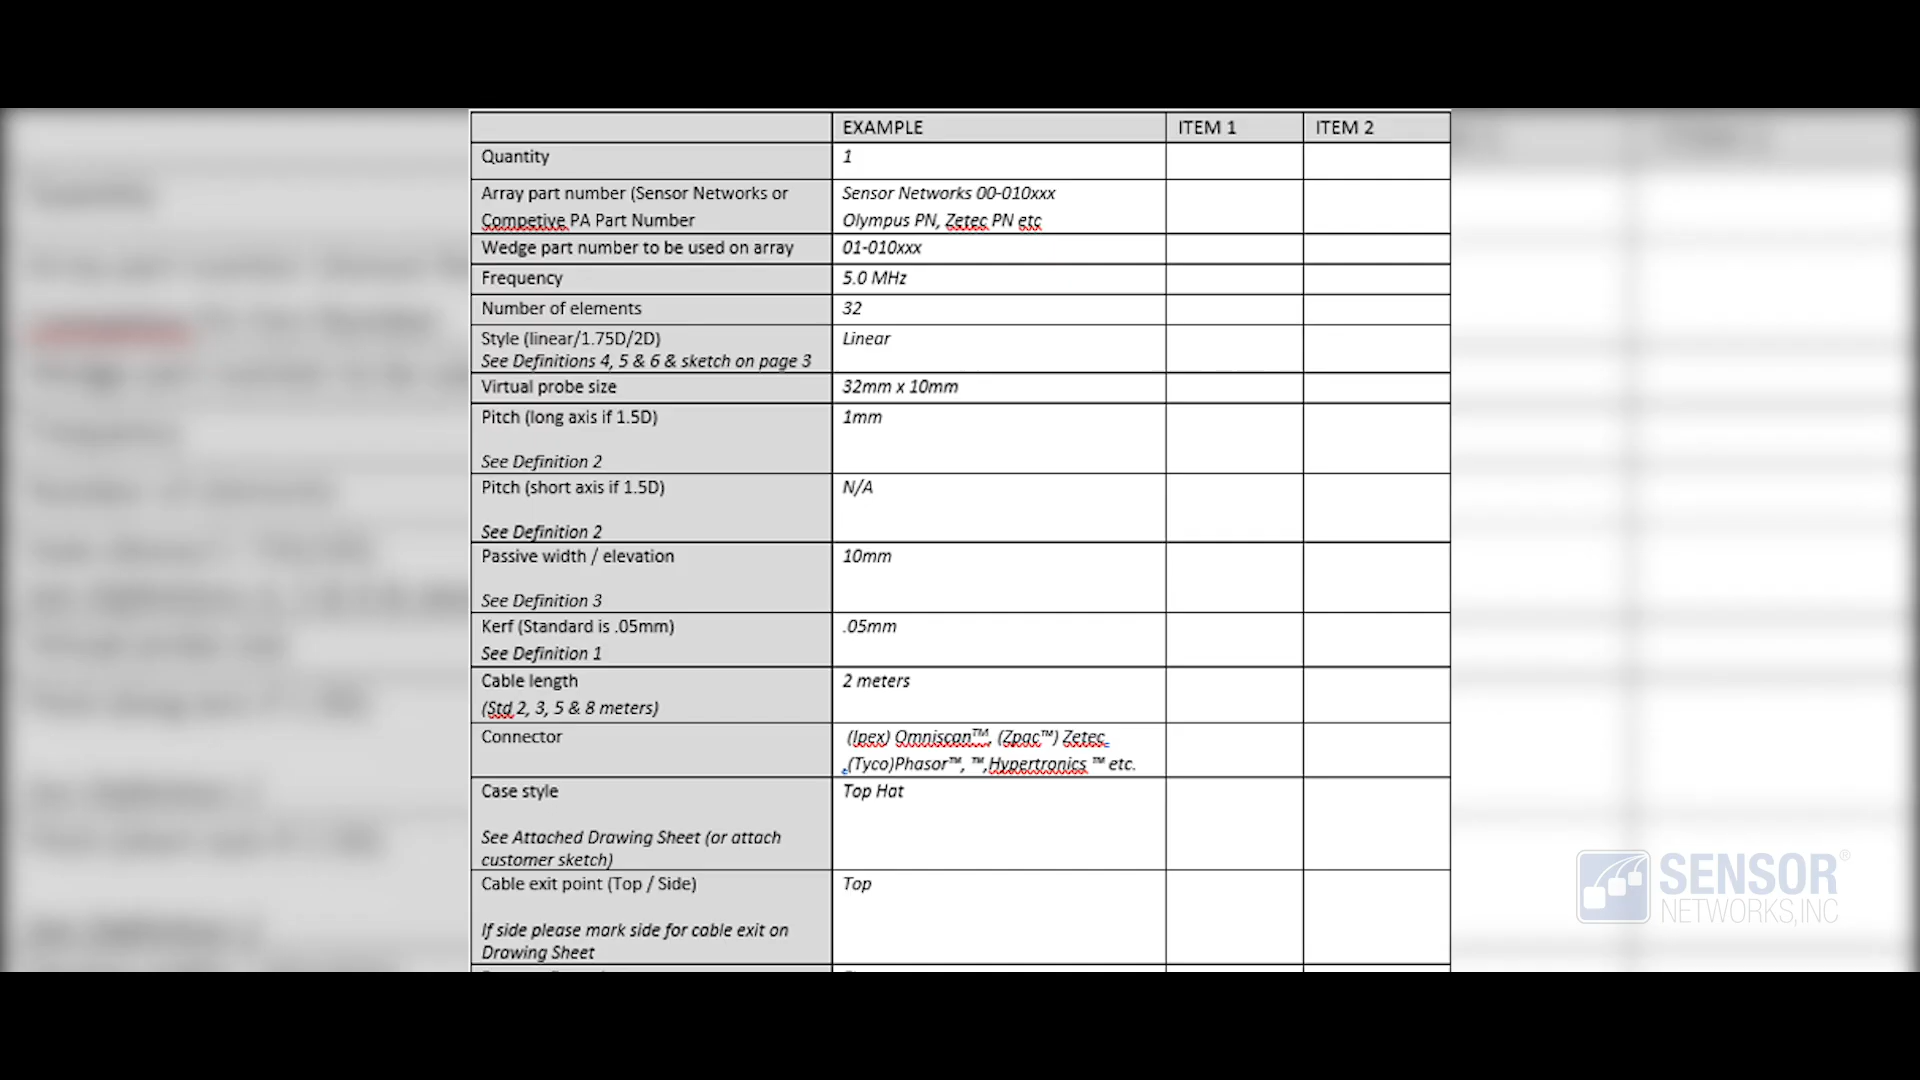 EXAMPLE ITEM 1 ITEM 2
Quantity 1
Array part number (Sensor Networks or Sensor Networks 00-010xxx
Competive PA Part Number Olympus PN, Zetec PN etc
Wedge part number to be used on array 01-010xxx
Frequency 5.0 MHz
Number of elements 32
Style (linear/1.75D/2D) Linear
See Definitions 4, 5 & 6 & sketch on page 3
Virtual probe size 32mm x 10mm
Pitch (long axis if 1.5D) 1mm
See Definition 2
Pitch (short axis if 1.5D) N/A
See Definition 2
Passive width / elevation 10mm
See Definition 3
Kerf (Standard is .05mm) .05mm
See Definition 1
Cable length 2 meters
(Std 2, 3, 5 & 8 meters)
Connector (Ipex) Omniscan™, (Zpac™) Zetec
,(Tyco)Phasor™, ™,Hypertronics ™ etc.
Case style Top Hat
See Attached Drawing Sheet (or attach
customer sketch)
Cable exit point (Top / Side) Top
If side please mark side for cable exit on
Drawing Sheet
SENSOR®
NETWORKS,INC